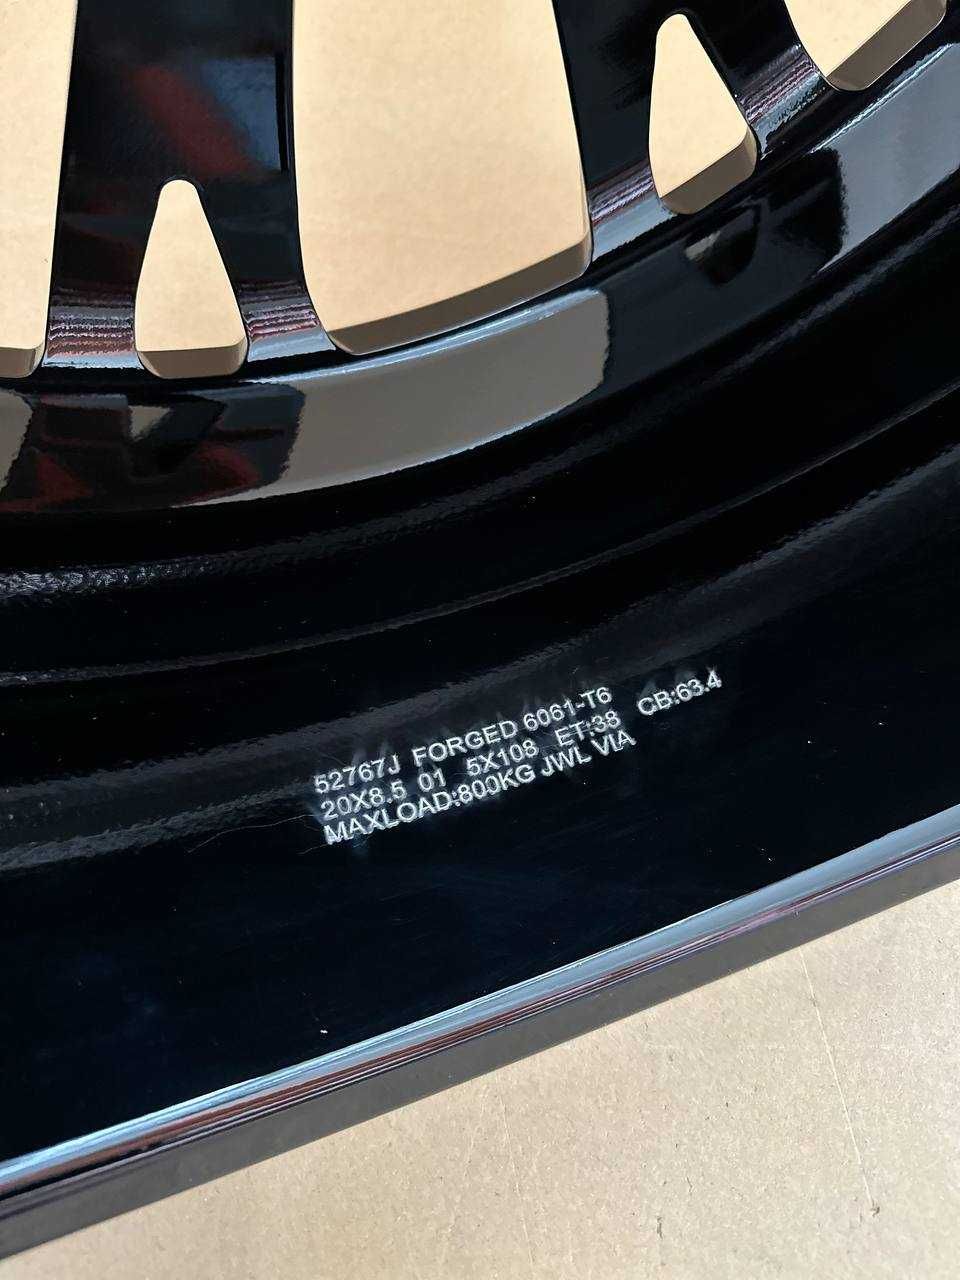 52767J FORGED 6061-T6
20X8.5 01 5X108 ET:38 CB:63.4
MAXLOAD:800KG JWL VIA